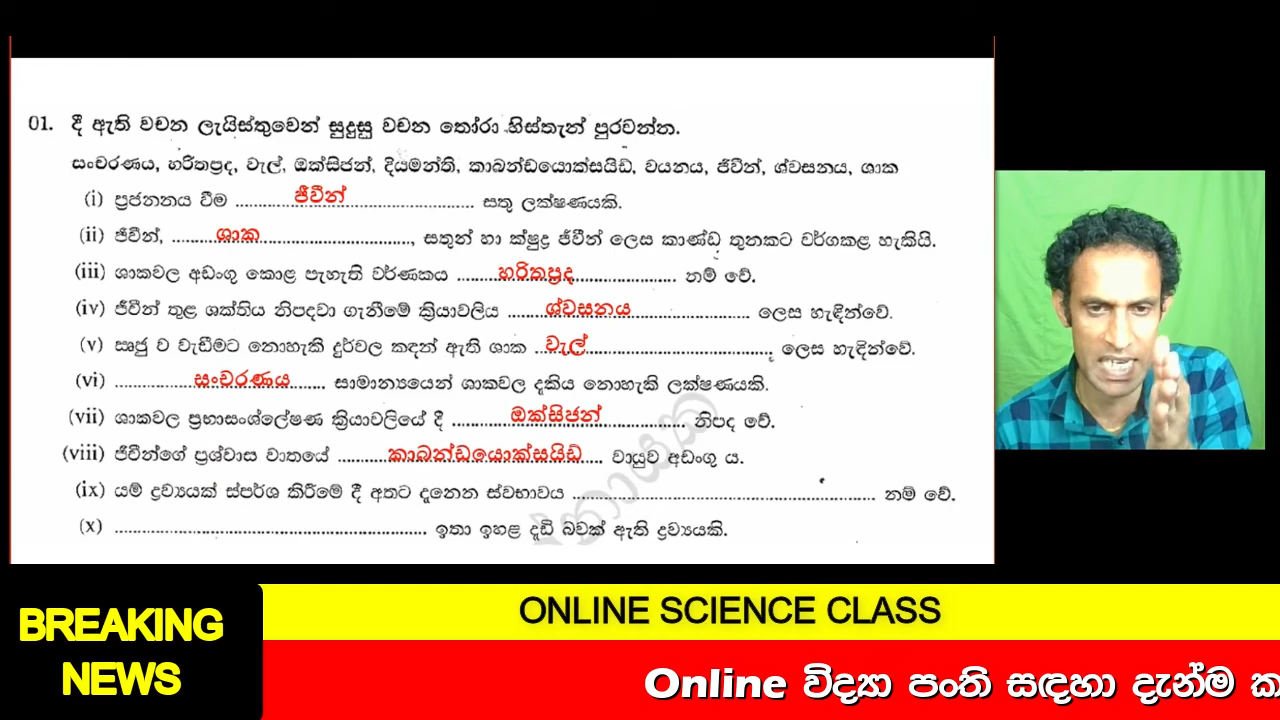 01. දී ඇති වචන ලැයිස්තුවෙන් සුදුසු වචන තෝරා හිස්තැන් පුරවන්න.
සංචරණය, හරිතප්‍රද, වැල්, ඔක්සිජන්, දියමන්ති, කාබන්ඩයොක්සයිඩ්, වයනය, ජීවීන්, ශ්වසනය, ශාක
(i) ප්‍රජනනය වීම ........ ජීවීන් ........ සතු ලක්ෂණයකි.
(ii) ජීවීන්, ........ ශාක ........, සතුන් හා ක්ෂුද්‍ර ජීවීන් ලෙස කාණ්ඩ තුනකට වර්ගකළ හැකියි.
(iii) ශාකවල අඩංගු කොළ පැහැති වර්ණකය ........ හරිතප්‍රද ........ නම් වේ.
(iv) ජීවීන් තුළ ශක්තිය නිපදවා ගැනීමේ ක්‍රියාවලිය ........ ශ්වසනය ........ ලෙස හැඳින්වේ.
(v) ඍජු ව වැඩීමට නොහැකි දුර්වල කඳන් ඇති ශාක ........ වැල් ........ ලෙස හැඳින්වේ.
(vi) ........ සංචරණය ........ සාමාන්‍යයෙන් ශාකවල දැකිය නොහැකි ලක්ෂණයකි.
(vii) ශාකවල ප්‍රභාසංශ්ලේෂණ ක්‍රියාවලියේ දී ........ ඔක්සිජන් ........ නිපද වේ.
(viii) ජීවීන්ගේ ප්‍රශ්වාස වාතයේ ........ කාබන්ඩයොක්සයිඩ් ........ වායුව අඩංගු ය.
(ix) යම් ද්‍රව්‍යයක් ස්පර්ශ කිරීමේ දී අතට දැනෙන ස්වභාවය ........ නම් වේ.
(x) ........ ඉතා ඉහළ දැඩි බවක් ඇති ද්‍රව්‍යයකි.
BREAKING NEWS
ONLINE SCIENCE CLASS
Online විද්‍යා පංති සඳහා දැන්ම ක